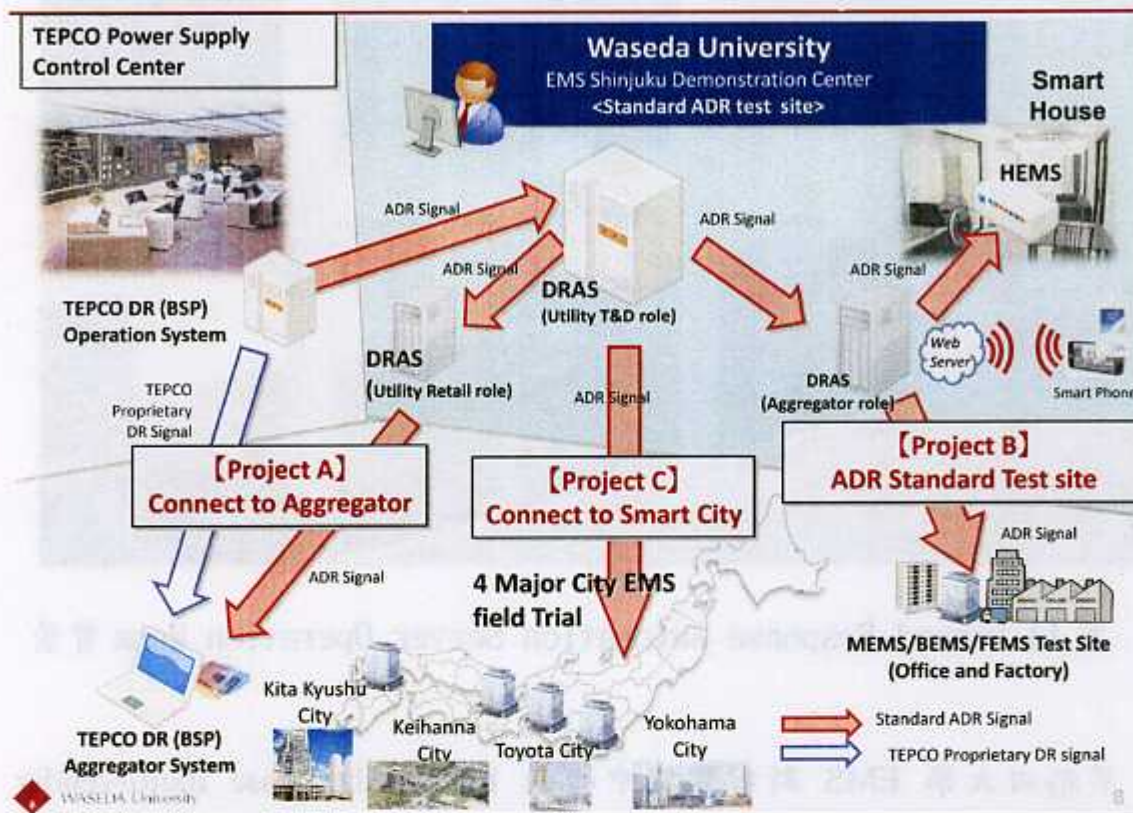 TEPCO Power Supply
Control Center
Waseda University
EMS Shinjuku Demonstration Center
<Standard ADR test site>
Smart
House
HEMS
ADR Signal
ADR Signal
ADR Signal
ADR Signal
TEPCO DR (BSP)
Operation System
DRAS
(Utility T&D role)
DRAS
(Utility Retail role)
Web
Server
DRAS
(Aggregator role)
Smart Phone
TEPCO
Proprietary
DR Signal
ADR Signal
【Project A】
Connect to Aggregator
【Project C】
Connect to Smart City
【Project B】
ADR Standard Test site
ADR Signal
ADR Signal
4 Major City EMS
field Trial
MEMS/BEMS/FEMS Test Site
(Office and Factory)
Kita Kyushu
City
Keihanna
City
Toyota City
Yokohama
City
Standard ADR Signal
TEPCO Proprietary DR signal
TEPCO DR (BSP)
Aggregator System
WASEDA University
8